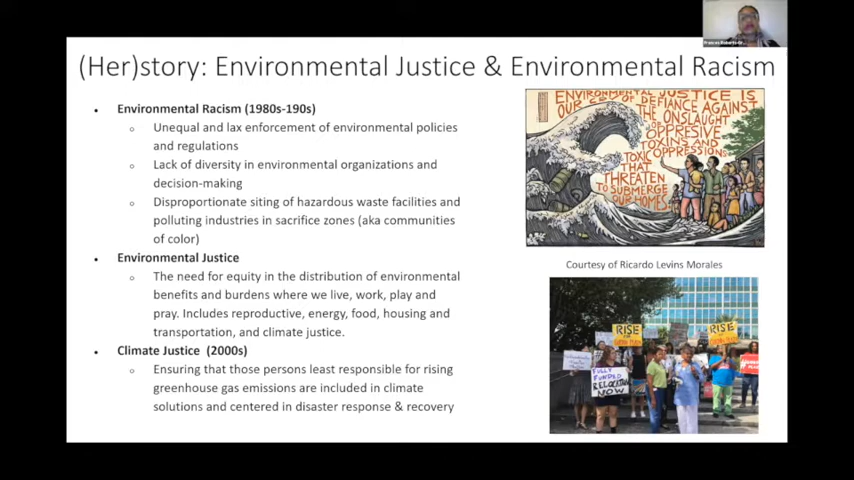 Frances Roberts-Gr
(Her)story: Environmental Justice & Environmental Racism
• Environmental Racism (1980s-190s)
o Unequal and lax enforcement of environmental policies
and regulations
o Lack of diversity in environmental organizations and
decision-making
o Disproportionate siting of hazardous waste facilities and
polluting industries in sacrifice zones (aka communities
of color)
• Environmental Justice
o The need for equity in the distribution of environmental
benefits and burdens where we live, work, play and
pray. Includes reproductive, energy, food, housing and
transportation, and climate justice.
• Climate Justice (2000s)
o Ensuring that those persons least responsible for rising
greenhouse gas emissions are included in climate
solutions and centered in disaster response & recovery
ENVIRONMENTAL JUSTICE IS
OUR DEFIANCE AGAINST
THE ONSLAUGHT
OF OPPRESIVE
TOXINS AND
TOXIC OPPRESSIONS
THAT
THREATEN
TO SUBMERGE
OUR HOMES
Courtesy of Ricardo Levins Morales
RISE
RISE
FULLY
FUNDED
RELOCATION
NOW